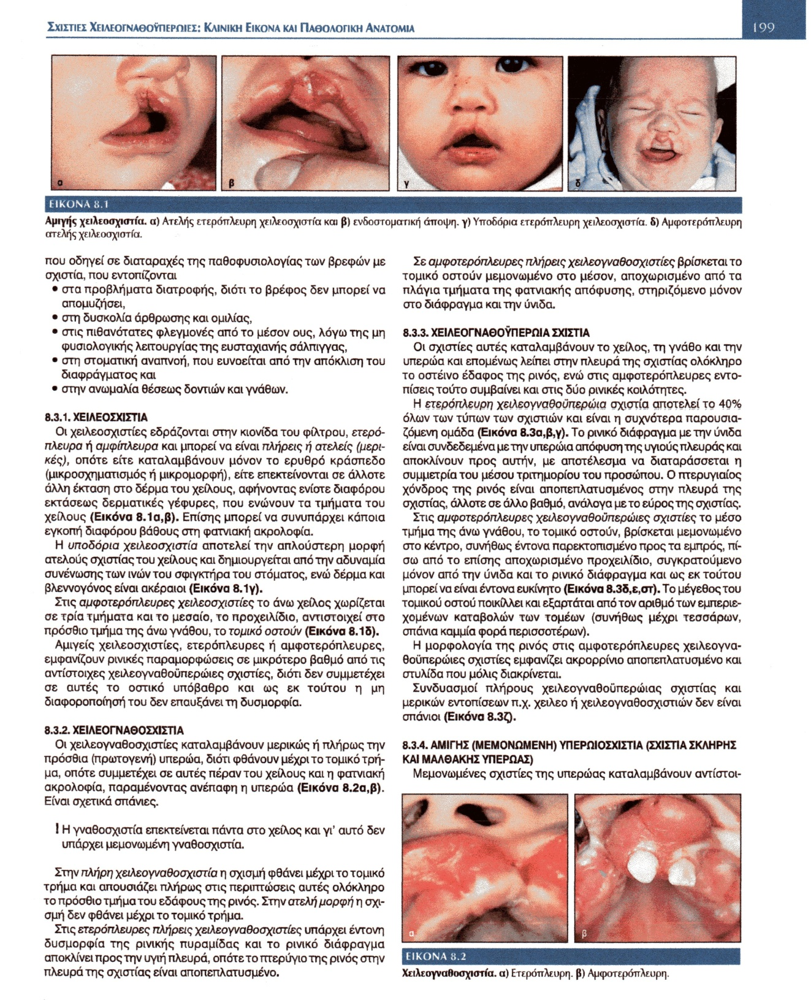 ΣΧΙΣΤΙΕΣ ΧΕΙΛΕΟΓΝΑΘΟΫΠΕΡΩΙΕΣ: ΚΛΙΝΙΚΗ ΕΙΚΟΝΑ ΚΑΙ ΠΑΘΟΛΟΓΙΚΗ ΑΝΑΤΟΜΙΑ
199
α
β
γ
δ
ΕΙΚΟΝΑ 8.1
Αμιγής χειλεοσχιστία. α) Ατελής ετερόπλευρη χειλεοσχιστία και β) ενδοστοματική άποψη. γ) Υποδόρια ετερόπλευρη χειλεοσχιστία. δ) Αμφοτερόπλευρη
ατελής χειλεοσχιστία.
που οδηγεί σε διαταραχές της παθοφυσιολογίας των βρεφών με
σχιστία, που εντοπίζονται
• στα προβλήματα διατροφής, διότι το βρέφος δεν μπορεί να
απομυζήσει,
• στη δυσκολία άρθρωσης και ομιλίας,
• στις πιθανότατες φλεγμονές από το μέσον ους, λόγω της μη
φυσιολογικής λειτουργίας της ευσταχιανής σάλπιγγας,
• στη στοματική αναπνοή, που ευνοείται από την απόκλιση του
διαφράγματος και
• στην ανωμαλία θέσεως δοντιών και γνάθων.
8.3.1. ΧΕΙΛΕΟΣΧΙΣΤΙΑ
Οι χειλεοσχιστίες εδράζονται στην κιονίδα του φίλτρου, ετερό-
πλευρα ή αμφίπλευρα και μπορεί να είναι πλήρεις ή ατελείς (μερι-
κές), οπότε είτε καταλαμβάνουν μόνον το ερυθρό κράσπεδο
(μικροσχηματισμός ή μικρομορφή), είτε επεκτείνονται σε άλλοτε
άλλη έκταση στο δέρμα του χείλους, αφήνοντας ενίοτε διαφόρου
εκτάσεως δερματικές γέφυρες, που ενώνουν τα τμήματα του
χείλους (Εικόνα 8.1α,β). Επίσης μπορεί να συνυπάρχει κάποια
εγκοπή διαφόρου βάθους στη φατνιακή ακρολοφία.
Η υποδόρια χειλεοσχιστία αποτελεί την απλούστερη μορφή
ατελούς σχιστίας του χείλους και δημιουργείται από την αδυναμία
συνένωσης των ινών του σφιγκτήρα του στόματος, ενώ δέρμα και
βλεννογόνος είναι ακέραιοι (Εικόνα 8.1γ).
Στις αμφοτερόπλευρες χειλεοσχιστίες το άνω χείλος χωρίζεται
σε τρία τμήματα και το μεσαίο, το προχειλίδιο, αντιστοιχεί στο
πρόσθιο τμήμα της άνω γνάθου, το τομικό οστούν (Εικόνα 8.1δ).
Αμιγείς χειλεοσχιστίες, ετερόπλευρες ή αμφοτερόπλευρες,
εμφανίζουν ρινικές παραμορφώσεις σε μικρότερο βαθμό από τις
αντίστοιχες χειλεογναθοϋπερώιες σχιστίες, διότι δεν συμμετέχει
σε αυτές το οστικό υπόβαθρο και ως εκ τούτου η μη
διαφοροποίησή του δεν επαυξάνει τη δυσμορφία.
8.3.2. ΧΕΙΛΕΟΓΝΑΘΟΣΧΙΣΤΙΑ
Οι χειλεογναθοσχιστίες καταλαμβάνουν μερικώς ή πλήρως την
πρόσθια (πρωτογενή) υπερώα, διότι φθάνουν μέχρι το τομικό τρή-
μα, οπότε συμμετέχει σε αυτές πέραν του χείλους και η φατνιακή
ακρολοφία, παραμένοντας ανέπαφη η υπερώα (Εικόνα 8.2α,β).
Είναι σχετικά σπάνιες.
! Η γναθοσχιστία επεκτείνεται πάντα στο χείλος και γι' αυτό δεν
υπάρχει μεμονωμένη γναθοσχιστία.
Στην πλήρη χειλεογναθοσχιστία η σχισμή φθάνει μέχρι το τομικό
τρήμα και απουσιάζει πλήρως στις περιπτώσεις αυτές ολόκληρο
το πρόσθιο τμήμα του εδάφους της ρινός. Στην ατελή μορφή η σχι-
σμή δεν φθάνει μέχρι το τομικό τρήμα.
Στις ετερόπλευρες πλήρεις χειλεογναθοσχιστίες υπάρχει έντονη
δυσμορφία της ρινικής πυραμίδας και το ρινικό διάφραγμα
αποκλίνει προς την υγιή πλευρά, οπότε το πτερύγιο της ρινός στην
πλευρά της σχιστίας είναι αποπεπλατυσμένο.
Σε αμφοτερόπλευρες πλήρεις χειλεογναθοσχιστίες βρίσκεται το
τομικό οστούν μεμονωμένο στο μέσον, αποχωρισμένο από τα
πλάγια τμήματα της φατνιακής απόφυσης, στηριζόμενο μόνον
στο διάφραγμα και την ύνιδα.
8.3.3. ΧΕΙΛΕΟΓΝΑΘΟΫΠΕΡΩΙΑ ΣΧΙΣΤΙΑ
Οι σχιστίες αυτές καταλαμβάνουν το χείλος, τη γνάθο και την
υπερώα και επομένως λείπει στην πλευρά της σχιστίας ολόκληρο
το οστέινο έδαφος της ρινός, ενώ στις αμφοτερόπλευρες εντο-
πίσεις τούτο συμβαίνει και στις δύο ρινικές κοιλότητες.
Η ετερόπλευρη χειλεογναθοϋπερώια σχιστία αποτελεί το 40%
όλων των τύπων των σχιστιών και είναι η συχνότερα παρουσια-
ζόμενη ομάδα (Εικόνα 8.3α,β,γ). Το ρινικό διάφραγμα με την ύνιδα
είναι συνδεδεμένα με την υπερώια απόφυση της υγιούς πλευράς και
αποκλίνουν προς αυτήν, με αποτέλεσμα να διαταράσσεται η
συμμετρία του μέσου τριτημορίου του προσώπου. Ο πτερυγιαίος
χόνδρος της ρινός είναι αποπεπλατυσμένος στην πλευρά της
σχιστίας, άλλοτε σε άλλο βαθμό, ανάλογα με το εύρος της σχιστίας.
Στις αμφοτερόπλευρες χειλεογναθοϋπερώιες σχιστίες το μέσο
τμήμα της άνω γνάθου, το τομικό οστούν, βρίσκεται μεμονωμένο
στο κέντρο, συνήθως έντονα παρεκτοπισμένο προς τα εμπρός, πί-
σω από το επίσης αποχωρισμένο προχειλίδιο, συγκρατούμενο
μόνον από την ύνιδα και το ρινικό διάφραγμα και ως εκ τούτου
μπορεί να είναι έντονα ευκίνητο (Εικόνα 8.3δ,ε,στ). Το μέγεθος του
τομικού οστού ποικίλλει και εξαρτάται από τον αριθμό των εμπεριε-
χομένων καταβολών των τομέων (συνήθως μέχρι τεσσάρων,
σπάνια καμμία φορά περισσοτέρων).
Η μορφολογία της ρινός στις αμφοτερόπλευρες χειλεογνα-
θοϋπερώιες σχιστίες εμφανίζει ακρορρίνιο αποπεπλατυσμένο και
στυλίδα που μόλις διακρίνεται.
Συνδυασμοί πλήρους χειλεογναθοϋπερώιας σχιστίας και
μερικών εντοπίσεων π.χ. χειλεο ή χειλεογναθοσχιστιών δεν είναι
σπάνιοι (Εικόνα 8.3ζ).
8.3.4. ΑΜΙΓΗΣ (ΜΕΜΟΝΩΜΕΝΗ) ΥΠΕΡΩΙΟΣΧΙΣΤΙΑ (ΣΧΙΣΤΙΑ ΣΚΛΗΡΗΣ
ΚΑΙ ΜΑΛΘΑΚΗΣ ΥΠΕΡΩΑΣ)
Μεμονωμένες σχιστίες της υπερώας καταλαμβάνουν αντίστοι-
α
β
ΕΙΚΟΝΑ 8.2
Χειλεογναθοσχιστία. α) Ετερόπλευρη. β) Αμφοτερόπλευρη.